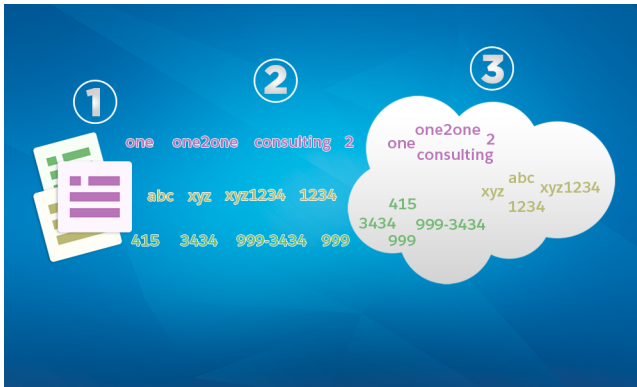 1
2
3
one one2one consulting 2
abc xyz xyz1234 1234
415 3434 999-3434 999
one2one
one 2
consulting
abc
xyz xyz1234
1234
415
3434 999-3434
999